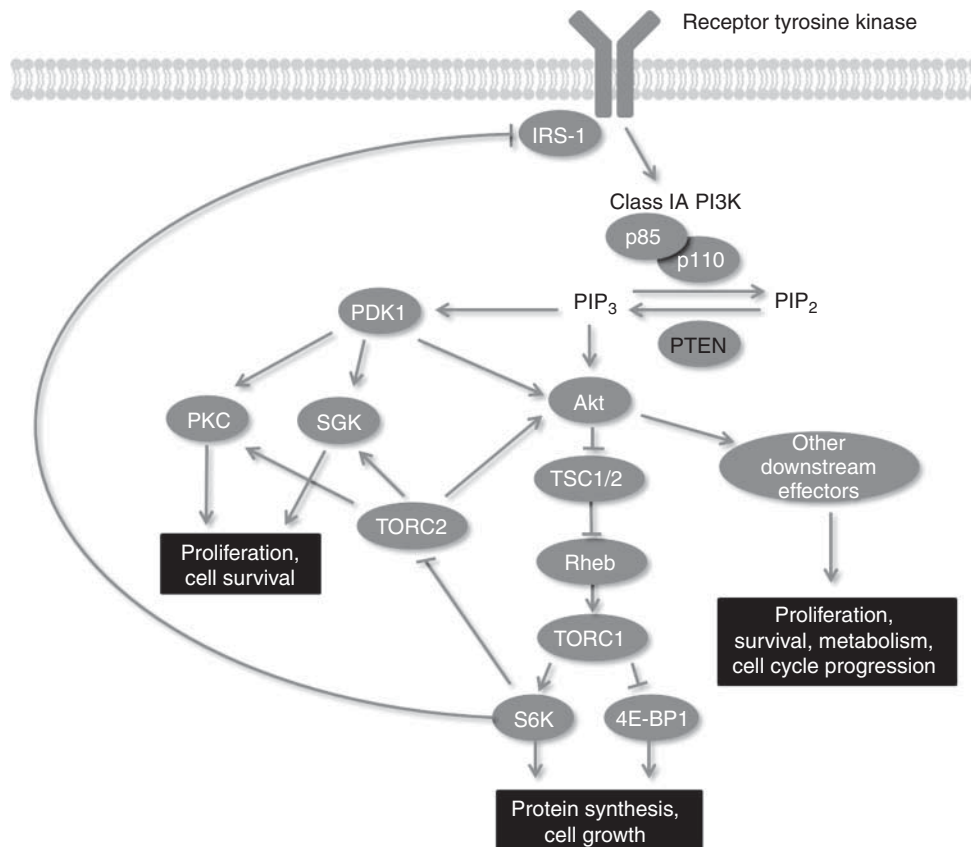 Receptor tyrosine kinase
IRS-1
Class IA PI3K
p85
p110
PDK1
PIP3
PIP2
PTEN
PKC
SGK
Akt
Other
downstream
effectors
TSC1/2
TORC2
Proliferation,
cell survival
Rheb
TORC1
Proliferation,
survival, metabolism,
cell cycle progression
S6K
4E-BP1
Protein synthesis,
cell growth